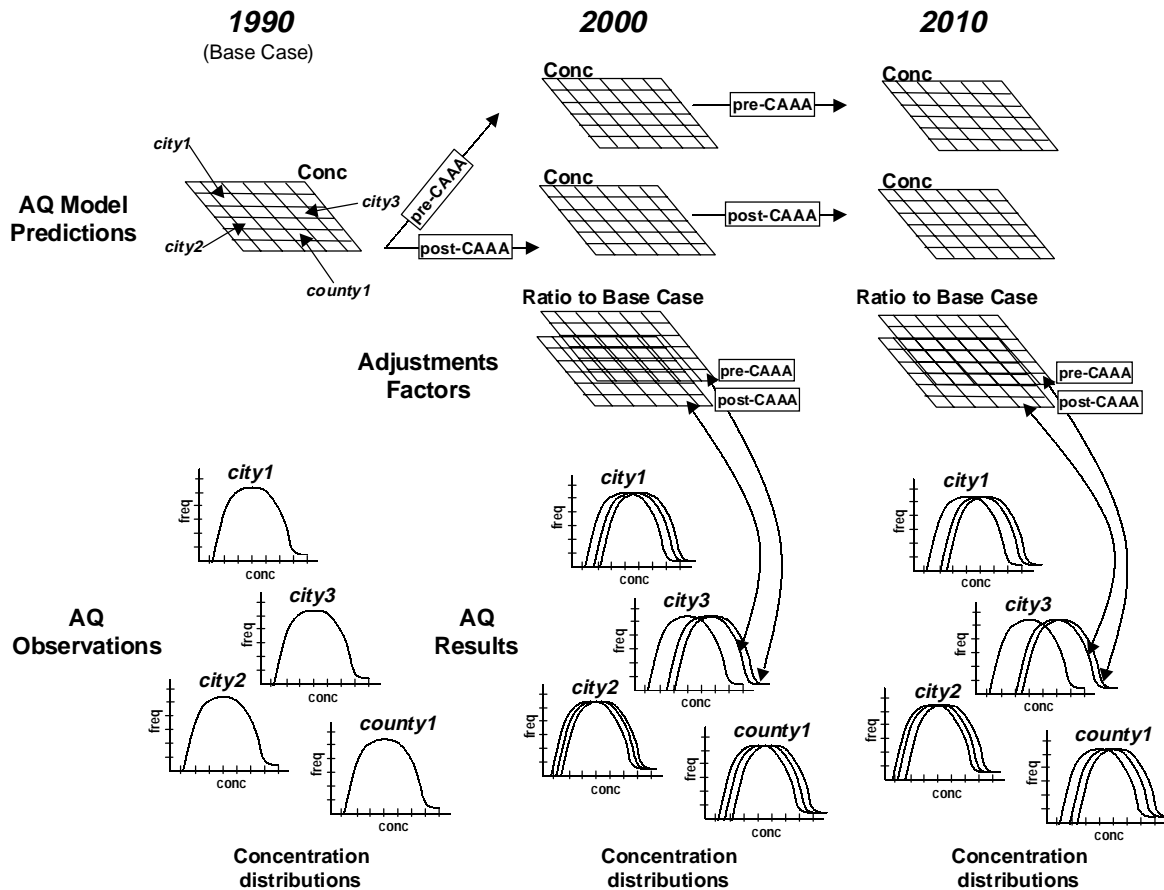 1990
(Base Case)
2000
2010
AQ Model
Predictions
city1
city2
Conc
city3
county1
pre-CAAA
post-CAAA
Conc
pre-CAAA
Conc
Conc
post-CAAA
Conc
Adjustments
Factors
Ratio to Base Case
pre-CAAA
post-CAAA
Ratio to Base Case
pre-CAAA
post-CAAA
AQ
Observations
city1
freq
conc
city3
freq
conc
city2
freq
conc
county1
freq
conc
AQ
Results
city1
freq
conc
city3
freq
conc
city2
freq
conc
county1
freq
conc
city1
freq
conc
city3
freq
conc
city2
freq
conc
county1
freq
conc
Concentration
distributions
Concentration
distributions
Concentration
distributions